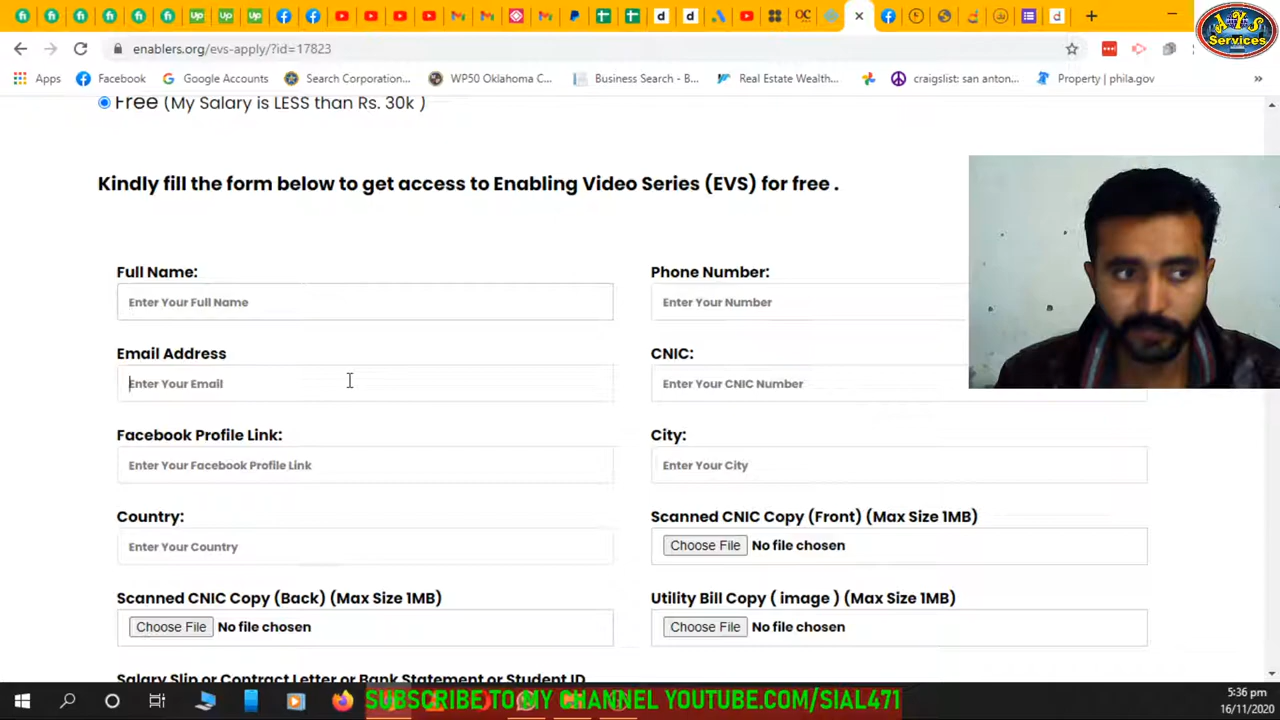 enablers.org/evs-apply/?id=17823
Apps Facebook Google Accounts Search Corporation... WP50 Oklahoma C... Business Search - B... Real Estate Wealth... craigslist: san anton... Property | phila.gov »
AYS
Services
Free (My Salary is LESS than Rs. 30k )
Kindly fill the form below to get access to Enabling Video Series (EVS) for free .
Full Name:
Phone Number:
Enter Your Full Name
Enter Your Number
Email Address
CNIC:
Enter Your Email
Enter Your CNIC Number
Facebook Profile Link:
City:
Enter Your Facebook Profile Link
Enter Your City
Country:
Scanned CNIC Copy (Front) (Max Size 1MB)
Enter Your Country
Choose File No file chosen
Scanned CNIC Copy (Back) (Max Size 1MB)
Utility Bill Copy ( image ) (Max Size 1MB)
Choose File No file chosen
Choose File No file chosen
Salary Slip or Contract Letter or Bank Statement or Student ID
SUBSCRIBE TO MY CHANNEL YOUTUBE.COM/SIAL471
5:36 pm
16/11/2020